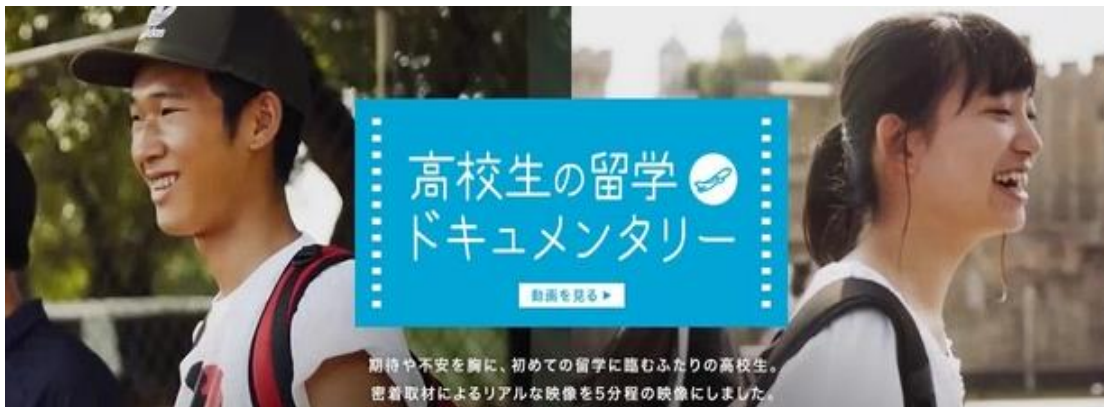 高校生の留学
ドキュメンタリー
動画を見る
期待や不安を胸に、初めての留学に臨むふたりの高校生。
密着取材によるリアルな映像を5分程の映像にしました。